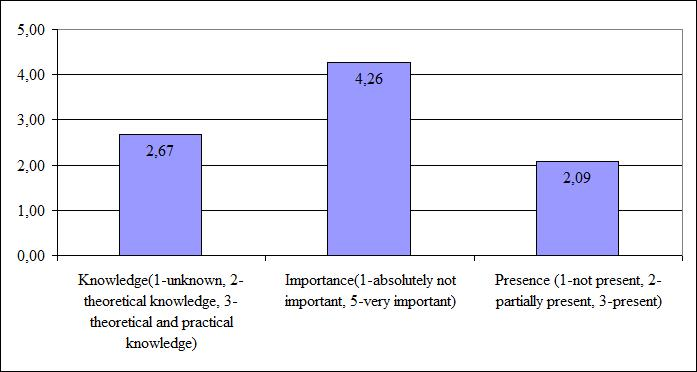 5,00
4,00
3,00
2,00
1,00
0,00
2,67
4,26
2,09
Knowledge(1-unknown, 2-
theoretical knowledge, 3-
theoretical and practical
knowledge)
Importance(1-absolutely not
important, 5-very important)
Presence (1-not present, 2-
partially present, 3-present)